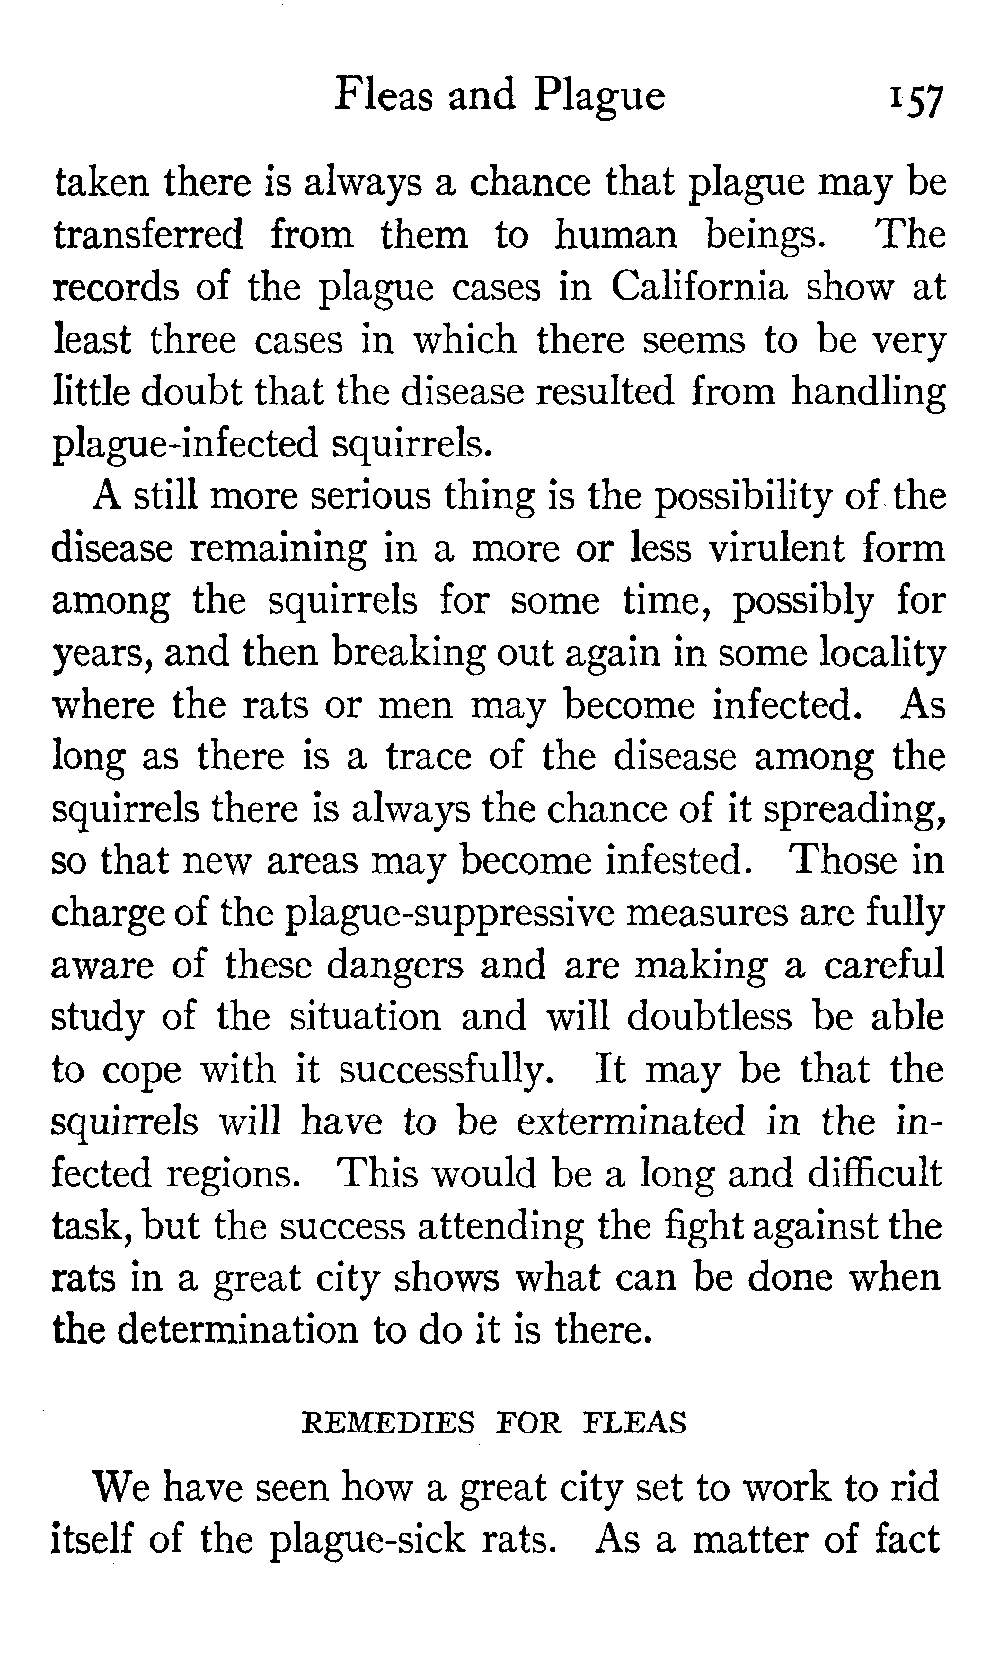 Fleas and Plague 157
taken there is always a chance that plague may be
transferred from them to human beings. The
records of the plague cases in California show at
least three cases in which there seems to be very
little doubt that the disease resulted from handling
plague-infected squirrels.
A still more serious thing is the possibility of the
disease remaining in a more or less virulent form
among the squirrels for some time, possibly for
years, and then breaking out again in some locality
where the rats or men may become infected. As
long as there is a trace of the disease among the
squirrels there is always the chance of it spreading,
so that new areas may become infested. Those in
charge of the plague-suppressive measures are fully
aware of these dangers and are making a careful
study of the situation and will doubtless be able
to cope with it successfully. It may be that the
squirrels will have to be exterminated in the in-
fected regions. This would be a long and difficult
task, but the success attending the fight against the
rats in a great city shows what can be done when
the determination to do it is there.
REMEDIES FOR FLEAS
We have seen how a great city set to work to rid
itself of the plague-sick rats. As a matter of fact